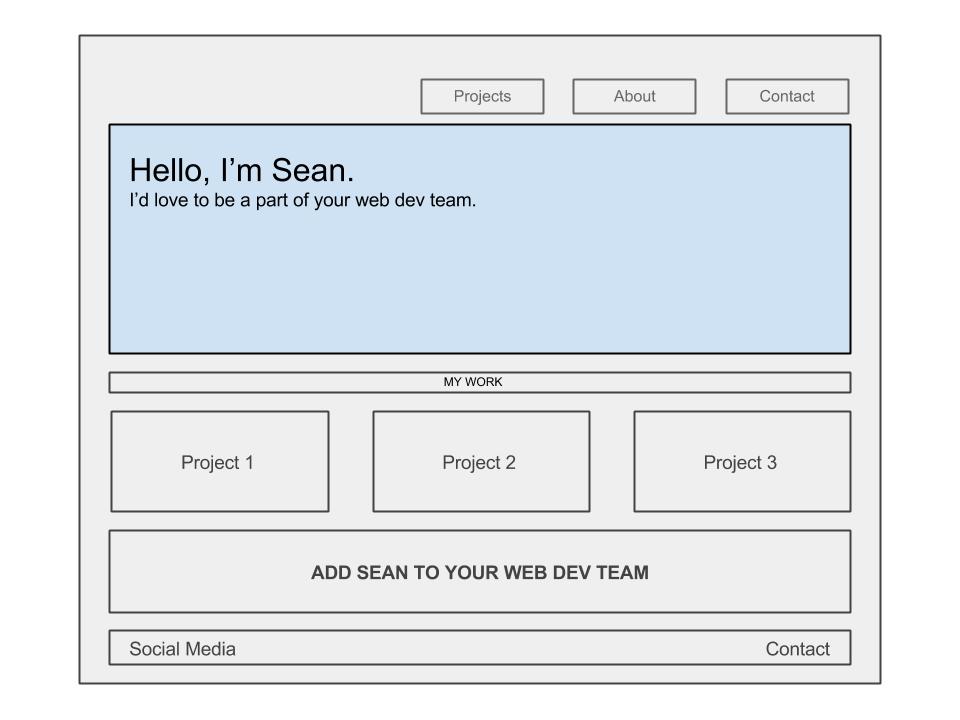 Projects
About
Contact
Hello, I’m Sean.
I’d love to be a part of your web dev team.
MY WORK
Project 1
Project 2
Project 3
ADD SEAN TO YOUR WEB DEV TEAM
Social Media
Contact